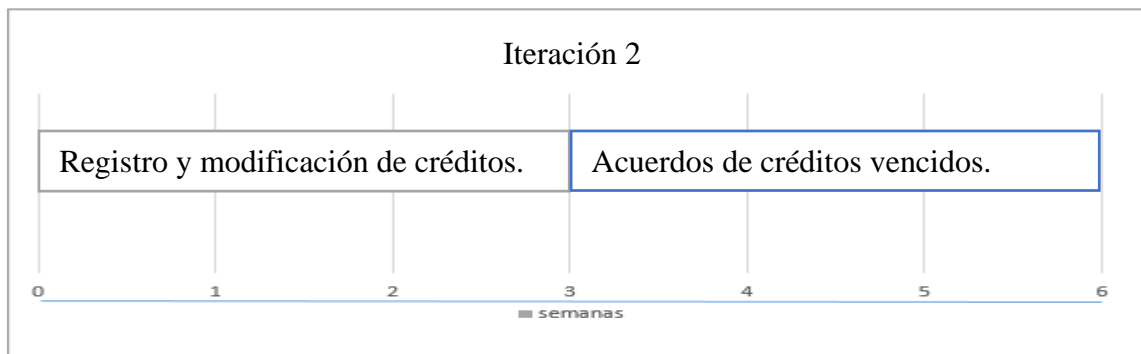 Iteración 2
Registro y modificación de créditos. Acuerdos de créditos vencidos.
0 1 2 3 4 5 6
semanas